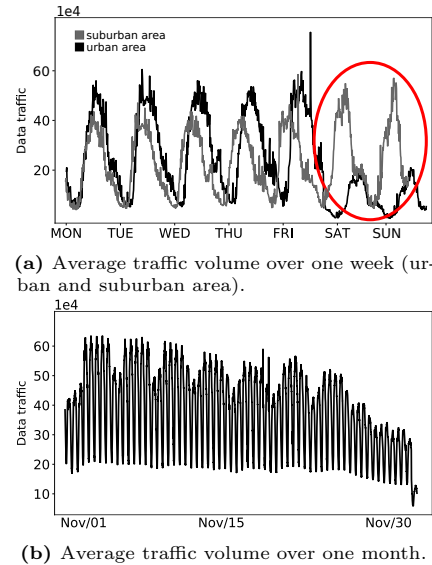 60e4
suburban area
urban area
60
40
20
Data traffic
MON TUE WED THU FRI SAT SUN
(a) Average traffic volume over one week (ur-
ban and suburban area).
60e4
60
50
40
30
20
10
Data traffic
Nov/01 Nov/15 Nov/30
(b) Average traffic volume over one month.